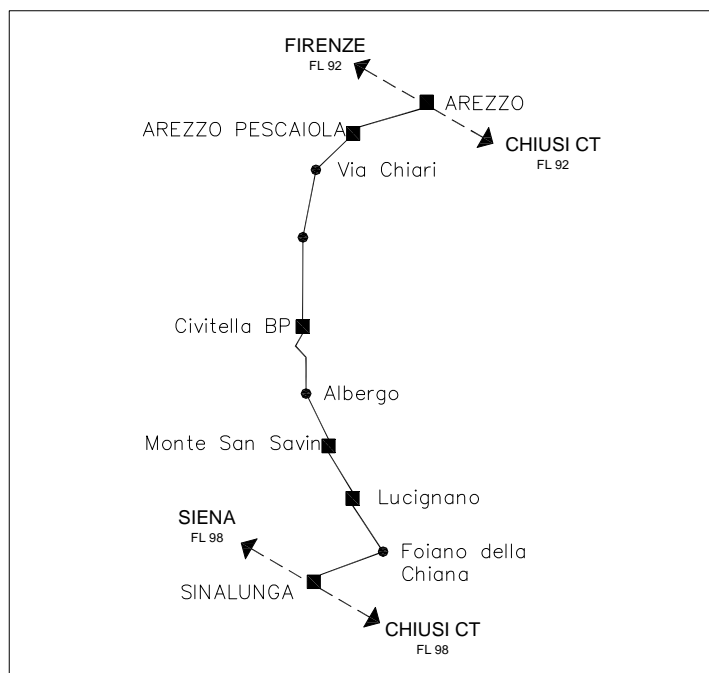 FIRENZE
FL 92
AREZZO
AREZZO PESCAIOLA
CHIUSI CT
FL 92
Via Chiari
Civitella BP
Albergo
Monte San Savin
Lucignano
SIENA
FL 98
Foiano della
Chiana
SINALUNGA
CHIUSI CT
FL 98